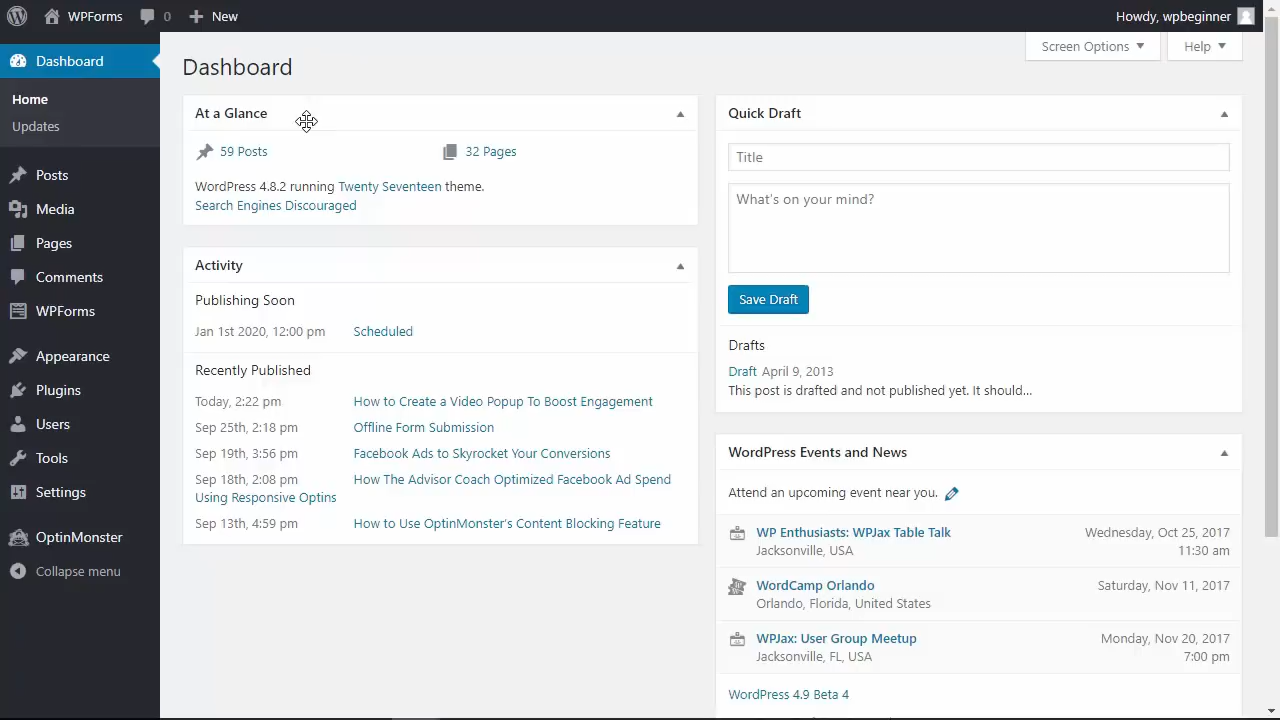 WPForms 0 New Howdy, wpbeginner
Dashboard
Home
Updates
Posts
Media
Pages
Comments
WPForms
Appearance
Plugins
Users
Tools
Settings
OptinMonster
Collapse menu
Screen Options Help
Dashboard
At a Glance
59 Posts 32 Pages
WordPress 4.8.2 running Twenty Seventeen theme.
Search Engines Discouraged
Activity
Publishing Soon
Jan 1st 2020, 12:00 pm Scheduled
Recently Published
Today, 2:22 pm How to Create a Video Popup To Boost Engagement
Sep 25th, 2:18 pm Offline Form Submission
Sep 19th, 3:56 pm Facebook Ads to Skyrocket Your Conversions
Sep 18th, 2:08 pm How The Advisor Coach Optimized Facebook Ad Spend
Using Responsive Optins
Sep 13th, 4:59 pm How to Use OptinMonster's Content Blocking Feature
Quick Draft
Title
What's on your mind?
Save Draft
Drafts
Draft April 9, 2013
This post is drafted and not published yet. It should...
WordPress Events and News
Attend an upcoming event near you.
WP Enthusiasts: WPJax Table Talk Wednesday, Oct 25, 2017
Jacksonville, USA 11:30 am
WordCamp Orlando Saturday, Nov 11, 2017
Orlando, Florida, United States
WPJax: User Group Meetup Monday, Nov 20, 2017
Jacksonville, FL, USA 7:00 pm
WordPress 4.9 Beta 4